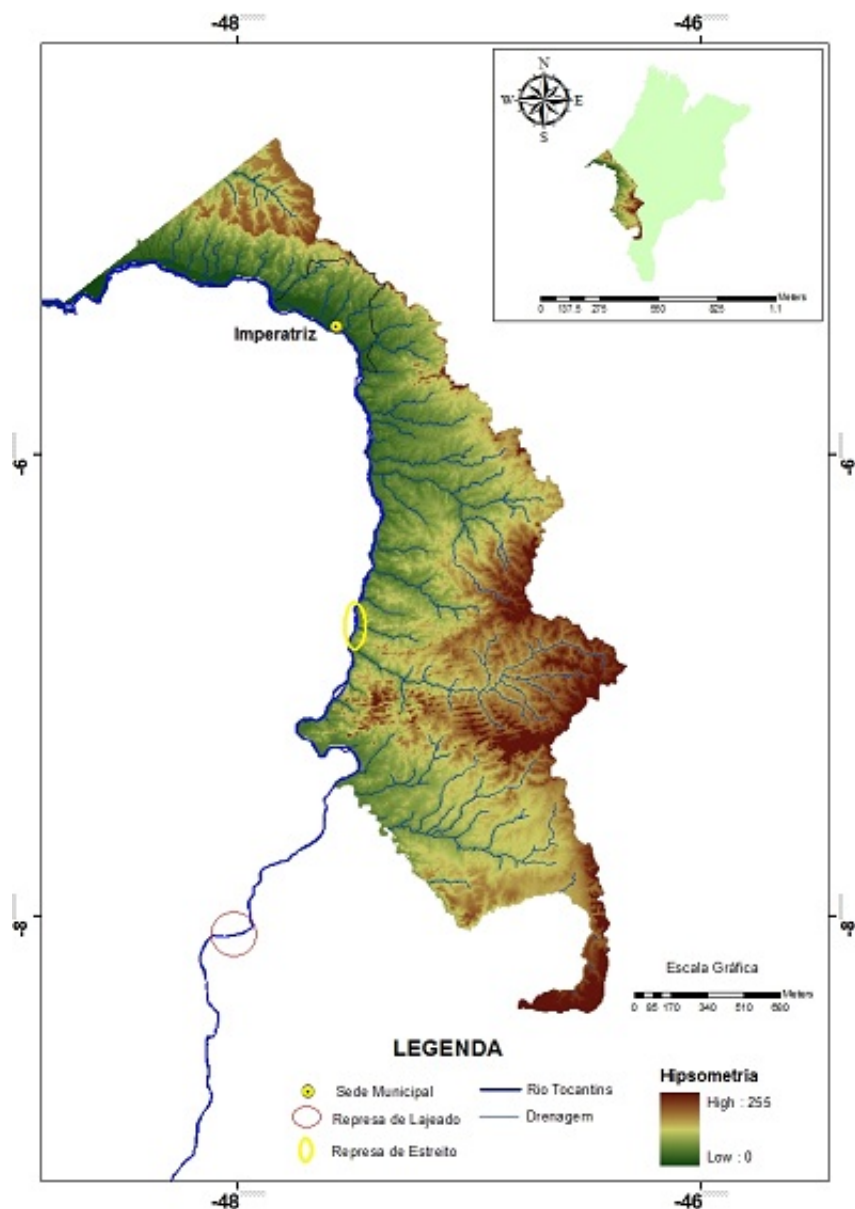 -48 -46
N
W E
S
Meters
0 137.5 275 550 825 1.1
Imperatriz
-6 -6
-8 -8
Escala Gráfica
Meters
0 85 170 340 510 680
LEGENDA
Sede Municipal
Represa de Lajeado
Represa de Estreito
Rio Tocantins
Drenagem
Hipsometria
High : 255
Low : 0
-48 -46